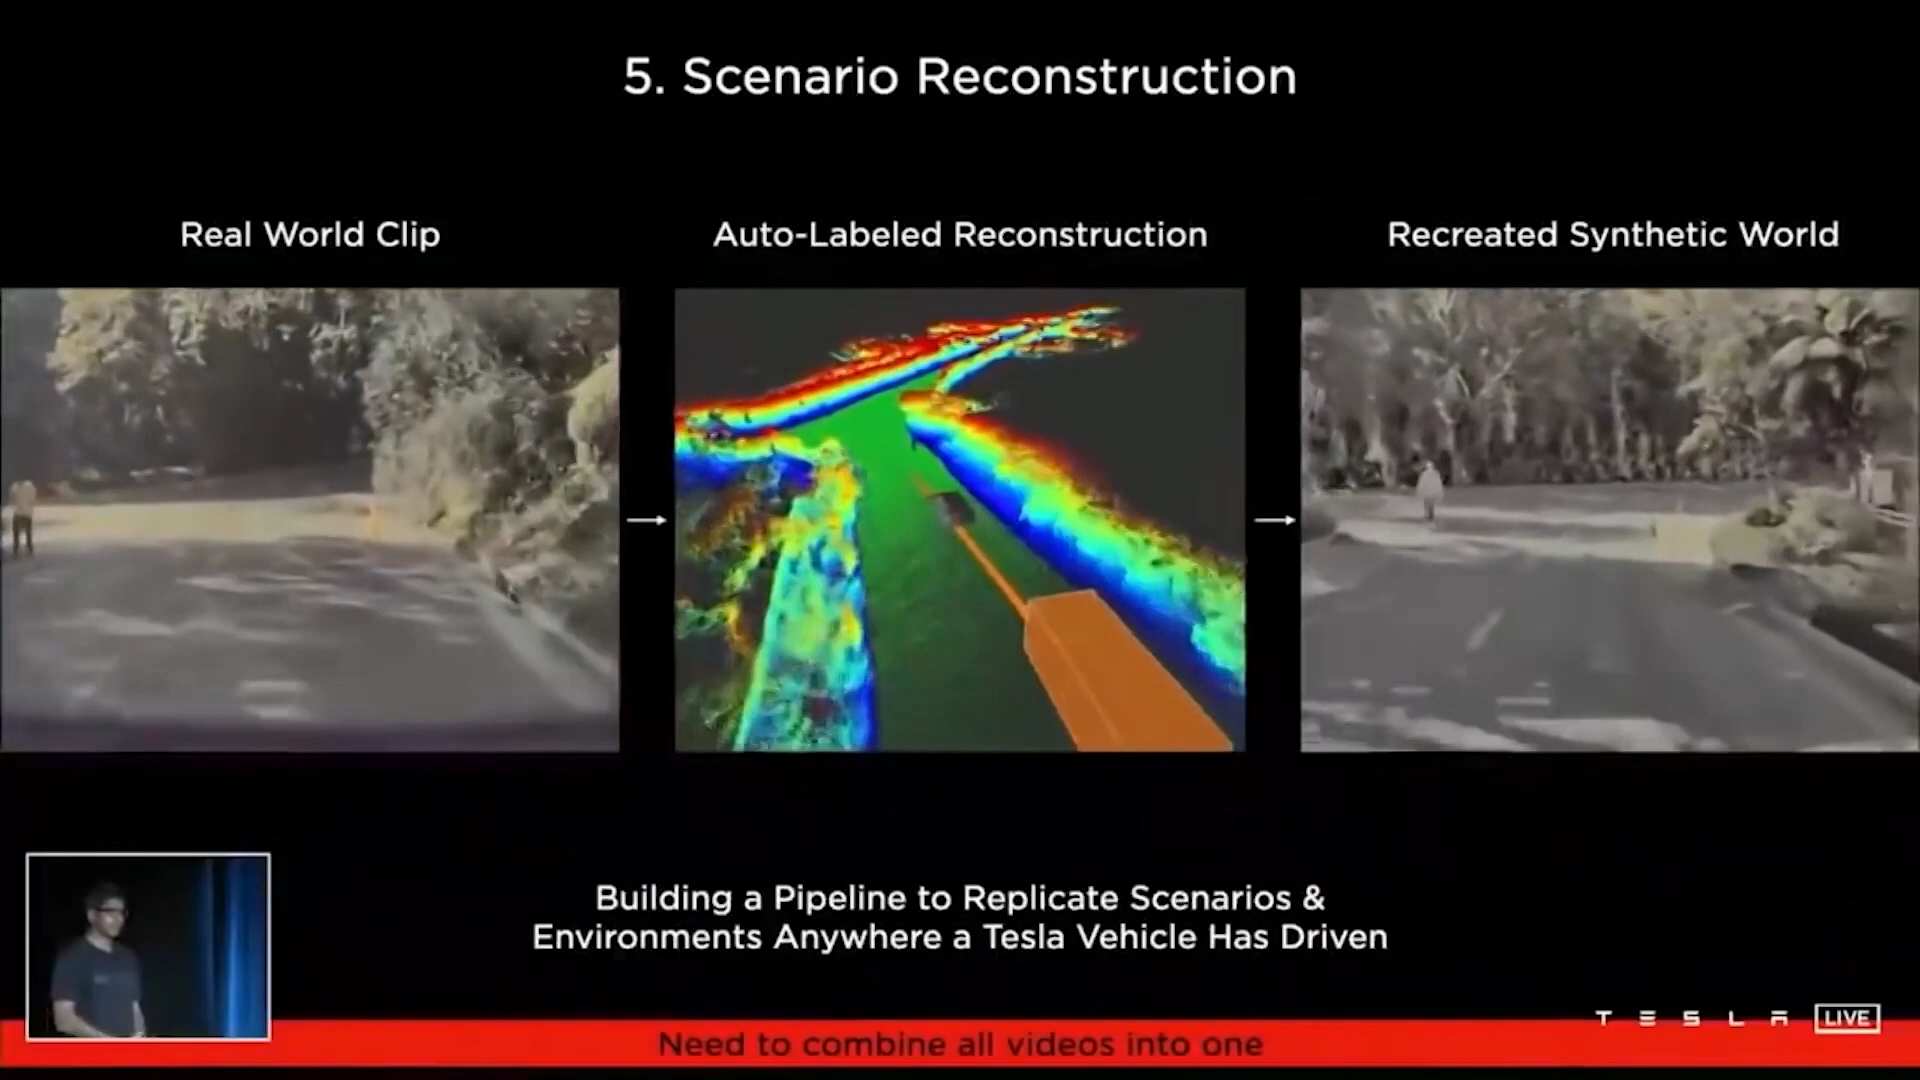 5. Scenario Reconstruction
Real World Clip
Auto-Labeled Reconstruction
Recreated Synthetic World
Building a Pipeline to Replicate Scenarios &
Environments Anywhere a Tesla Vehicle Has Driven
TESLA LIVE
Need to combine all videos into one